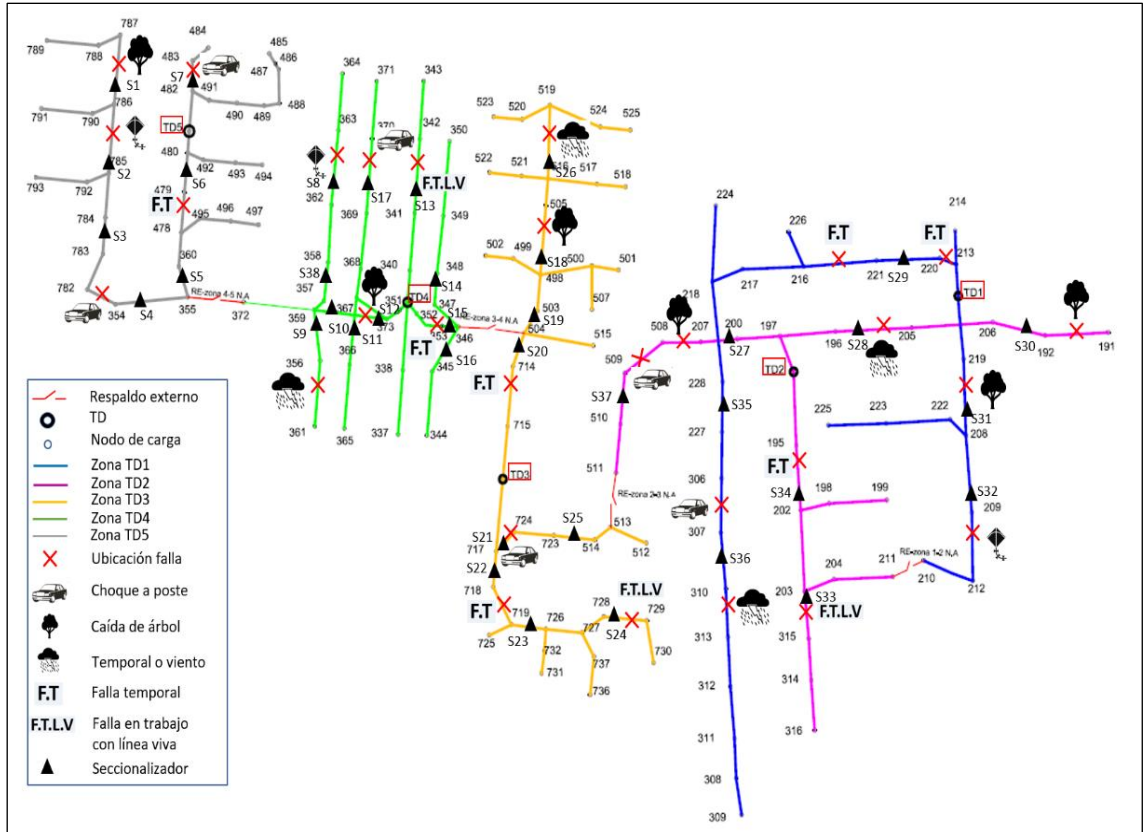 787
484
789
788
485
483
486
S7
487
482
491
S1
786
488
490
489
791
790
TD5
480
785
492
493
494
S2
S6
793
792
479
F.T
495
496
497
784
478
S3
783
360
S5
782
354
S4
355
RE-zona 4-5 N.A
372
364
371
343
363
370
342
350
S8
S17
F.T.L.V
362
S13
369
341
349
358
S38
368
340
348
357
TD4
S14
351
347
367
S12
352
S15
RE-zona 3-4 N.A
359
373
S9
S10
S11
F.T
53
346
366
S16
356
338
345
361
365
337
344
519
523
520
524
525
522
521
S16
517
S26
518
505
502
499
500
501
S18
498
507
503
S19
504
515
S20
714
F.T
715
TD3
724
S21
S25
717
723
514
513
512
S22
718
F.T.L.V
F.T
719
728
729
726
S24
725
S23
727
732
730
737
731
736
RE-zona 2-3 N.A
508
207
509
S37
510
511
224
226
214
F.T
F.T
213
216
221
S29
220
217
TD1
218
200
197
206
S27
196
S28
205
S30
192
191
TD2
219
228
S35
225
223
222
S31
208
227
195
F.T
306
S34
198
199
S32
202
209
307
S36
211
RE-zona 1-2 N.A
204
210
212
310
203
S33
F.T.L.V
313
315
312
314
316
311
308
309
Respaldo externo
TD
Nodo de carga
Zona TD1
Zona TD2
Zona TD3
Zona TD4
Zona TD5
Ubicación falla
Choque a poste
Caída de árbol
Temporal o viento
F.T
Falla temporal
F.T.L.V
Falla en trabajo
con línea viva
Seccionalizador